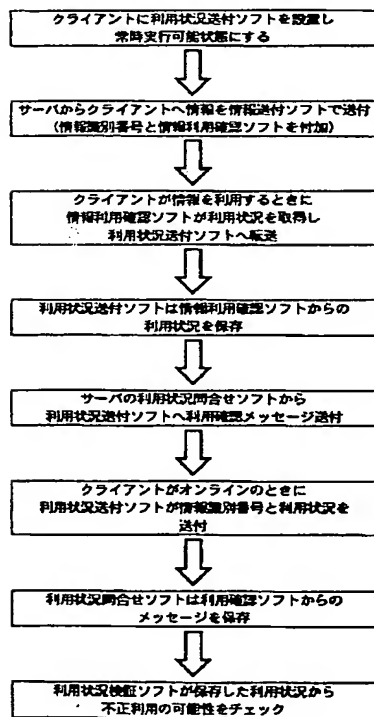 クライアントに利用状況送付ソフトを設置し
常時実行可能状態にする
サーバからクライアントへ情報を情報送付ソフトで送付
(情報識別番号と情報利用確認ソフトを付加)
クライアントが情報を利用するときに
情報利用確認ソフトが利用状況を取得し
利用状況送付ソフトへ転送
利用状況送付ソフトは情報利用確認ソフトからの
利用状況を保存
サーバの利用状況問合せソフトから
利用状況送付ソフトへ利用確認メッセージ送付
クライアントがオンラインのときに
利用状況送付ソフトが情報識別番号と利用状況を
送付
利用状況問合せソフトは利用確認ソフトからの
メッセージを保存
利用状況検証ソフトが保存した利用状況から
不正利用の可能性をチェック